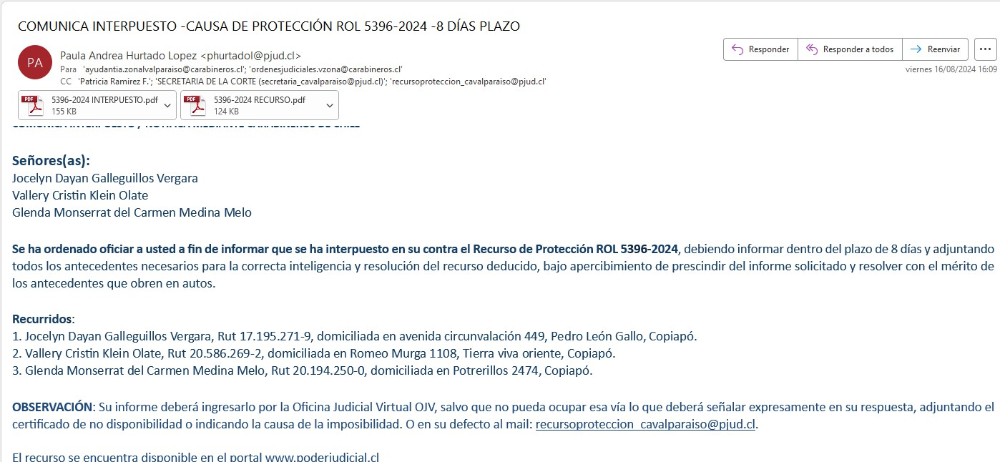 COMUNICA INTERPUESTO -CAUSA DE PROTECCIÓN ROL 5396-2024 -8 DÍAS PLAZO
PA
Paula Andrea Hurtado Lopez <phurtadol@pjud.cl>
Para 'ayudantia.zonalvalparaiso@carabineros.cl'; 'ordenesjudiciales.vzona@carabineros.cl'
CC 'Patricia Ramirez F.'; 'SECRETARIA DE LA CORTE (secretaria_cavalparaiso@pjud.cl)'; 'recursoproteccion_cavalparaiso@pjud.cl'
Responder
Responder a todos
Reenviar
viernes 16/08/2024 16:09
PDF
5396-2024 INTERPUESTO.pdf
155 KB
PDF
5396-2024 RECURSO.pdf
124 KB
COMUNICA INTERPUESTO / NOTIFICA MEDIANTE CARABINEROS DE CHILE
Señores(as):
Jocelyn Dayan Galleguillos Vergara
Vallery Cristin Klein Olate
Glenda Monserrat del Carmen Medina Melo
Se ha ordenado oficiar a usted a fin de informar que se ha interpuesto en su contra el Recurso de Protección ROL 5396-2024, debiendo informar dentro del plazo de 8 días y adjuntando
todos los antecedentes necesarios para la correcta inteligencia y resolución del recurso deducido, bajo apercibimiento de prescindir del informe solicitado y resolver con el mérito de
los antecedentes que obren en autos.
Recurridos:
1. Jocelyn Dayan Galleguillos Vergara, Rut 17.195.271-9, domiciliada en avenida circunvalación 449, Pedro León Gallo, Copiapó.
2. Vallery Cristin Klein Olate, Rut 20.586.269-2, domiciliada en Romeo Murga 1108, Tierra viva oriente, Copiapó.
3. Glenda Monserrat del Carmen Medina Melo, Rut 20.194.250-0, domiciliada en Potrerillos 2474, Copiapó.
OBSERVACIÓN: Su informe deberá ingresarlo por la Oficina Judicial Virtual OJV, salvo que no pueda ocupar esa vía lo que deberá señalar expresamente en su respuesta, adjuntando el
certificado de no disponibilidad o indicando la causa de la imposibilidad. O en su defecto al mail: recursoproteccion_cavalparaiso@pjud.cl.
El recurso se encuentra disponible en el portal www.poderjudicial.cl